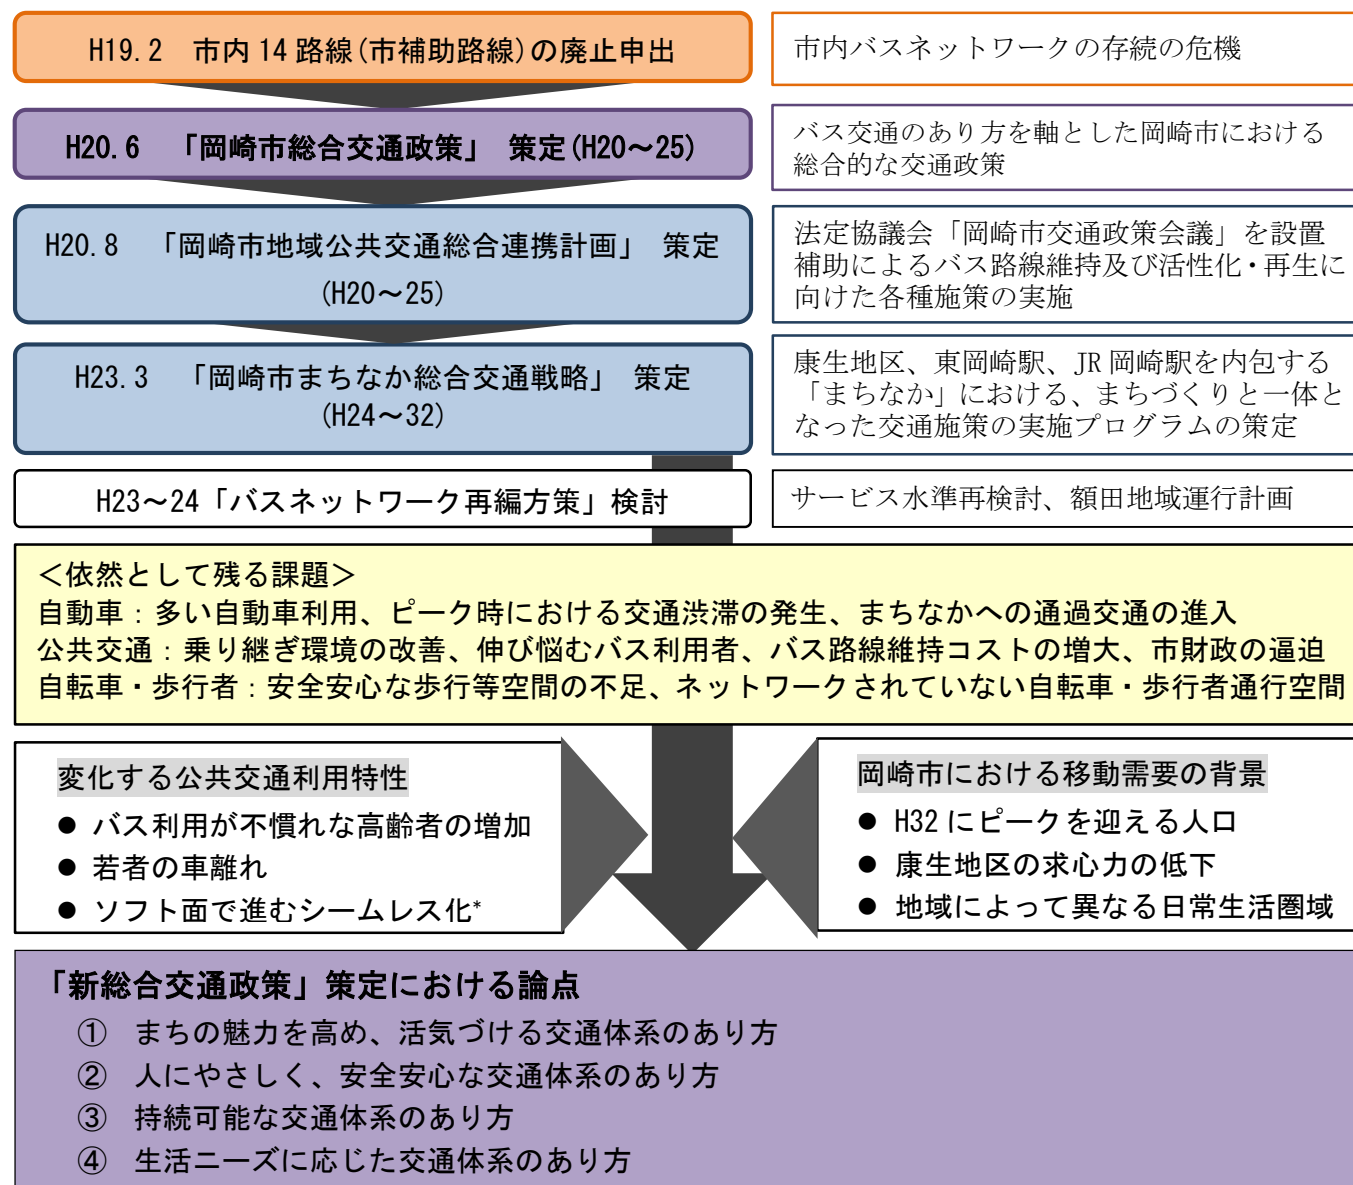 H19.2 市内14路線(市補助路線)の廃止申出
市内バスネットワークの存続の危機
H20.6 「岡崎市総合交通政策」 策定(H20～25)
バス交通のあり方を軸とした岡崎市における
総合的な交通政策
H20.8 「岡崎市地域公共交通総合連携計画」 策定
(H20～25)
法定協議会「岡崎市交通政策会議」を設置
補助によるバス路線維持及び活性化・再生に
向けた各種施策の実施
H23.3 「岡崎市まちなか総合交通戦略」 策定
(H24～32)
康生地区、東岡崎駅、JR岡崎駅を内包する
「まちなか」における、まちづくりと一体と
なった交通施策の実施プログラムの策定
H23～24「バスネットワーク再編方策」検討
サービス水準再検討、額田地域運行計画
＜依然として残る課題＞
自動車：多い自動車利用、ピーク時における交通渋滞の発生、まちなかへの通過交通の進入
公共交通：乗り継ぎ環境の改善、伸び悩むバス利用者、バス路線維持コストの増大、市財政の逼迫
自転車・歩行者：安全安心な歩行等空間の不足、ネットワークされていない自転車・歩行者通行空間
変化する公共交通利用特性
● バス利用が不慣れな高齢者の増加
● 若者の車離れ
● ソフト面で進むシームレス化*
岡崎市における移動需要の背景
● H32にピークを迎える人口
● 康生地区の求心力の低下
● 地域によって異なる日常生活圏域
「新総合交通政策」策定における論点
① まちの魅力を高め、活気づける交通体系のあり方
② 人にやさしく、安全安心な交通体系のあり方
③ 持続可能な交通体系のあり方
④ 生活ニーズに応じた交通体系のあり方